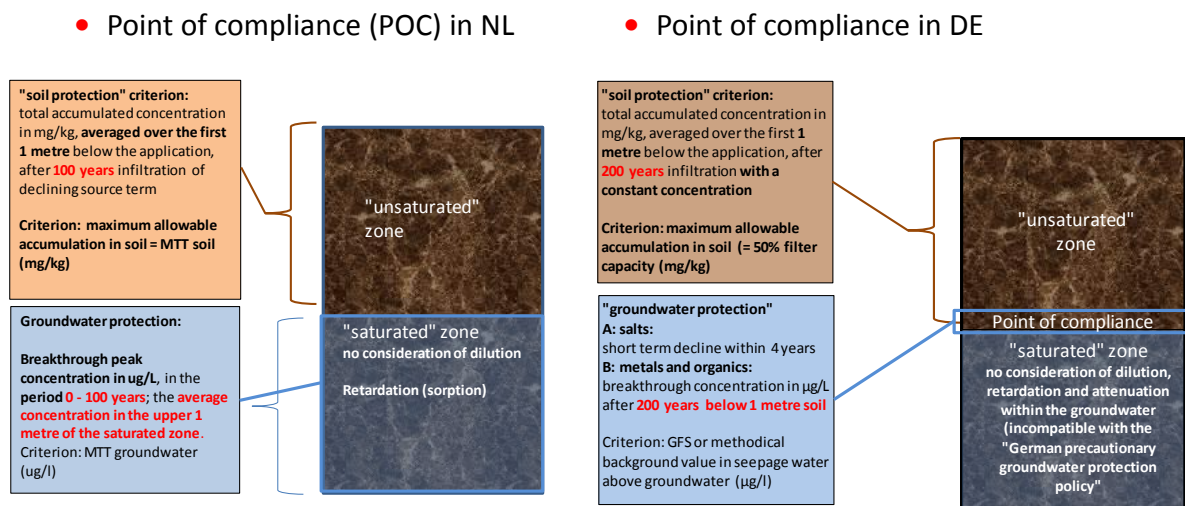 • Point of compliance (POC) in NL
"soil protection" criterion:
total accumulated concentration
in mg/kg, averaged over the first
1 metre below the application,
after 100 years infiltration of
declining source term
Criterion: maximum allowable
accumulation in soil = MTT soil
(mg/kg)
"unsaturated"
zone
Groundwater protection:
Breakthrough peak
concentration in ug/L, in the
period 0 - 100 years; the average
concentration in the upper 1
metre of the saturated zone.
Criterion: MTT groundwater
(ug/l)
"saturated" zone
no consideration of dilution
Retardation (sorption)
• Point of compliance in DE
"soil protection" criterion:
total accumulated concentration in
mg/kg, averaged over the first 1
metre below the application, after
200 years infiltration with a
constant concentration
Criterion: maximum allowable
accumulation in soil (= 50% filter
capacity (mg/kg)
"unsaturated"
zone
"groundwater protection"
A: salts:
short term decline within 4 years
B: metals and organics:
breakthrough concentration in µg/L
after 200 years below 1 metre soil
Criterion: GFS or methodical
background value in seepage water
above groundwater (µg/l)
Point of compliance
"saturated" zone
no consideration of dilution,
retardation and attenuation
within the groundwater
(incompatible with the
"German precautionary
groundwater protection
policy"